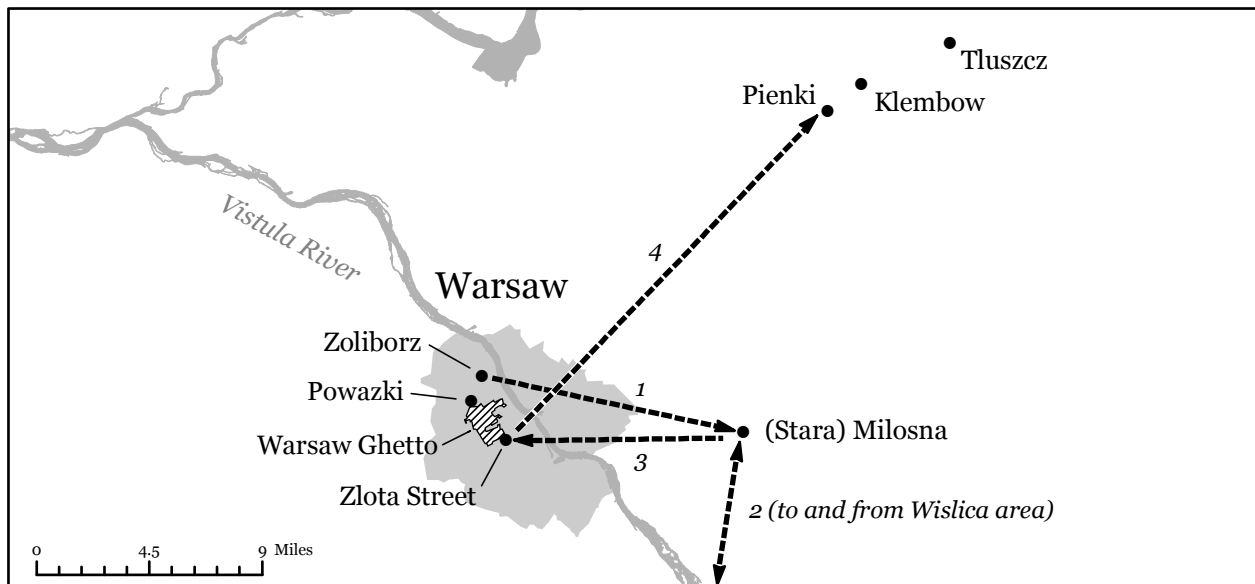 Tluszcz
Pienki
Klembow
Vistula River
4
Warsaw
Zoliborz
1
Powazki
(Stara) Milosna
Warsaw Ghetto
3
Zlota Street
2 (to and from Wislica area)
0 4.5 9 Miles